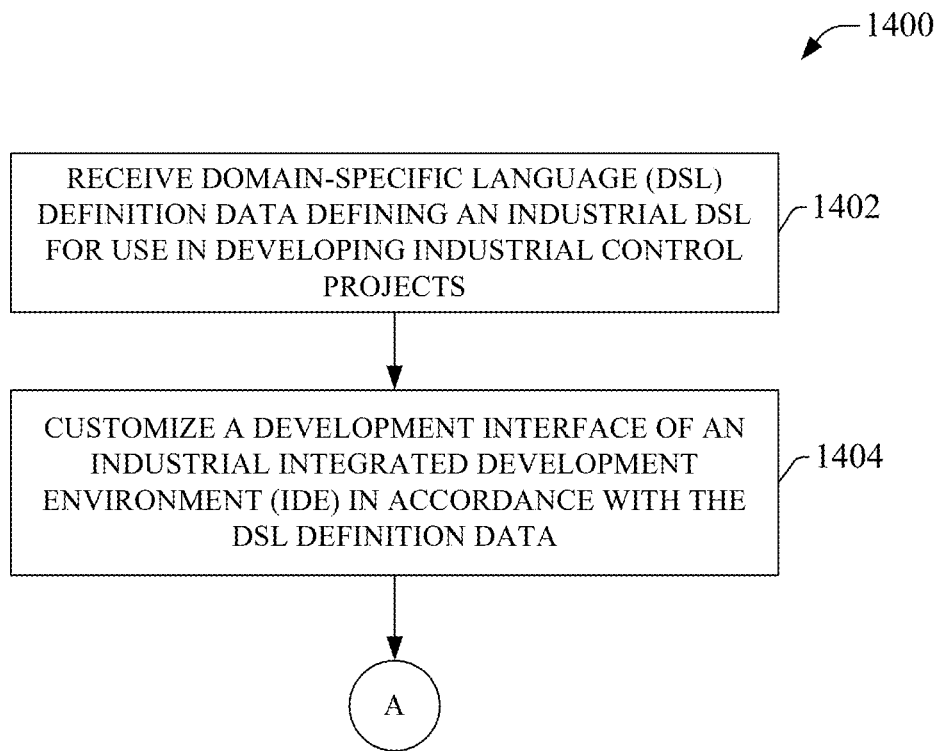 1400
RECEIVE DOMAIN-SPECIFIC LANGUAGE (DSL)
DEFINITION DATA DEFINING AN INDUSTRIAL DSL
FOR USE IN DEVELOPING INDUSTRIAL CONTROL
PROJECTS
1402
CUSTOMIZE A DEVELOPMENT INTERFACE OF AN
INDUSTRIAL INTEGRATED DEVELOPMENT
ENVIRONMENT (IDE) IN ACCORDANCE WITH THE
DSL DEFINITION DATA
1404
A